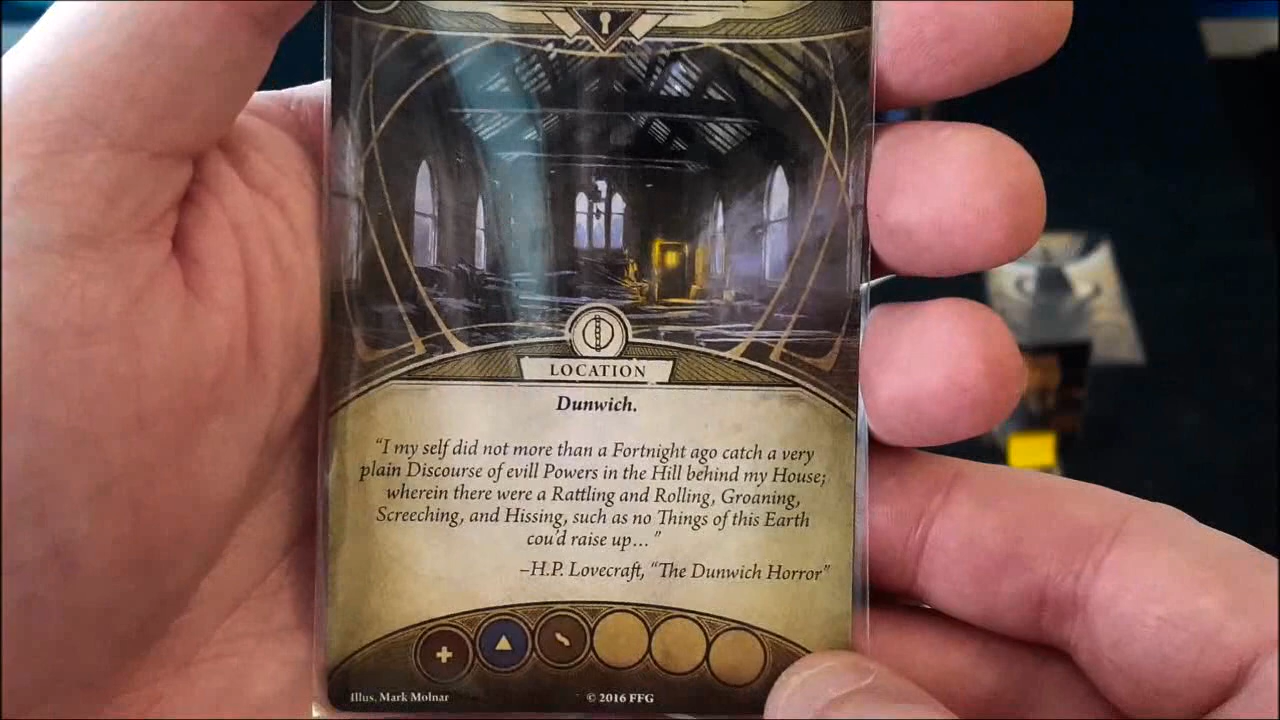 LOCATION
Dunwich.
“I my self did not more than a Fortnight ago catch a very
plain Discourse of evill Powers in the Hill behind my House;
wherein there were a Rattling and Rolling, Groaning,
Screeching, and Hissing, such as no Things of this Earth
cou’d raise up… ”
–H.P. Lovecraft, “The Dunwich Horror”
Illus. Mark Molnar
© 2016 FFG